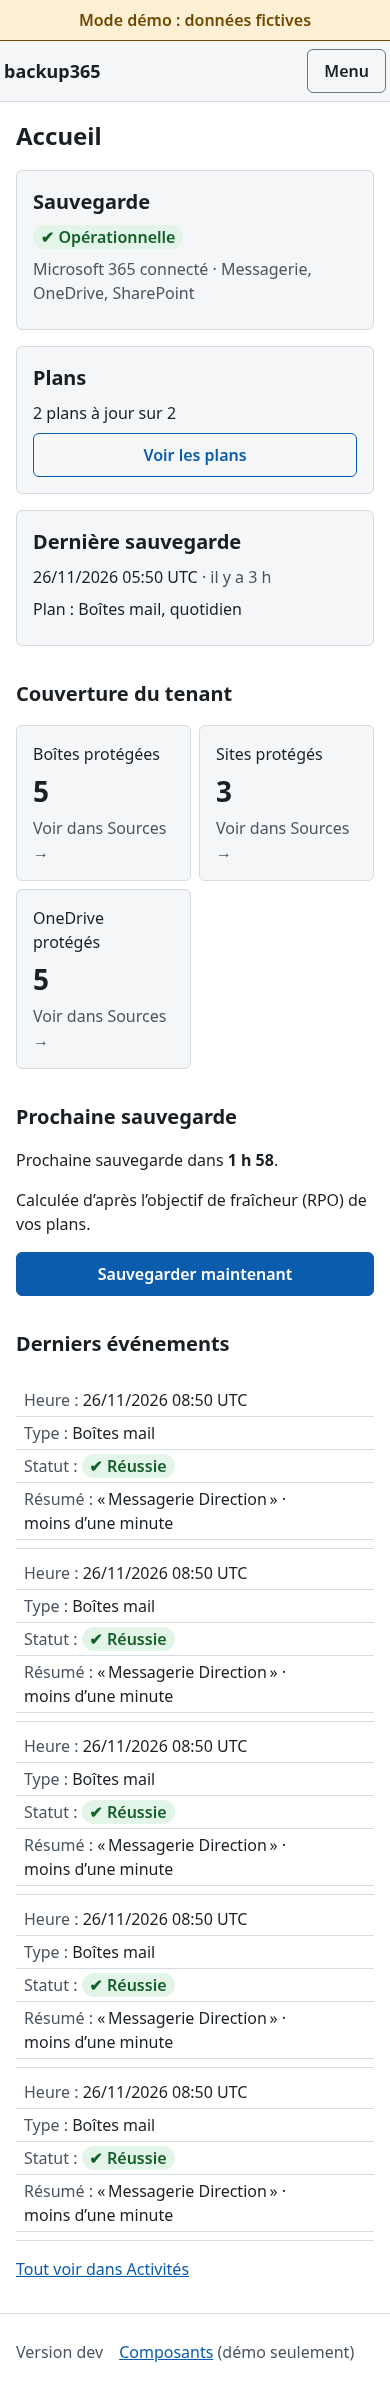 Mode démo : données fictives
backup365
Menu
Accueil
Sauvegarde
✔ Opérationnelle
Microsoft 365 connecté · Messagerie,
OneDrive, SharePoint
Plans
2 plans à jour sur 2
Voir les plans
Dernière sauvegarde
26/11/2026 05:50 UTC · il y a 3 h
Plan : Boîtes mail, quotidien
Couverture du tenant
Boîtes protégées
5
Voir dans Sources
→
Sites protégés
3
Voir dans Sources
→
OneDrive
protégés
5
Voir dans Sources
→
Prochaine sauvegarde
Prochaine sauvegarde dans 1 h 58.
Calculée d’après l’objectif de fraîcheur (RPO) de
vos plans.
Sauvegarder maintenant
Derniers événements
Heure : 26/11/2026 08:50 UTC
Type : Boîtes mail
Statut : ✔ Réussie
Résumé : « Messagerie Direction » ·
moins d’une minute
Heure : 26/11/2026 08:50 UTC
Type : Boîtes mail
Statut : ✔ Réussie
Résumé : « Messagerie Direction » ·
moins d’une minute
Heure : 26/11/2026 08:50 UTC
Type : Boîtes mail
Statut : ✔ Réussie
Résumé : « Messagerie Direction » ·
moins d’une minute
Heure : 26/11/2026 08:50 UTC
Type : Boîtes mail
Statut : ✔ Réussie
Résumé : « Messagerie Direction » ·
moins d’une minute
Heure : 26/11/2026 08:50 UTC
Type : Boîtes mail
Statut : ✔ Réussie
Résumé : « Messagerie Direction » ·
moins d’une minute
Tout voir dans Activités
Version dev Composants (démo seulement)